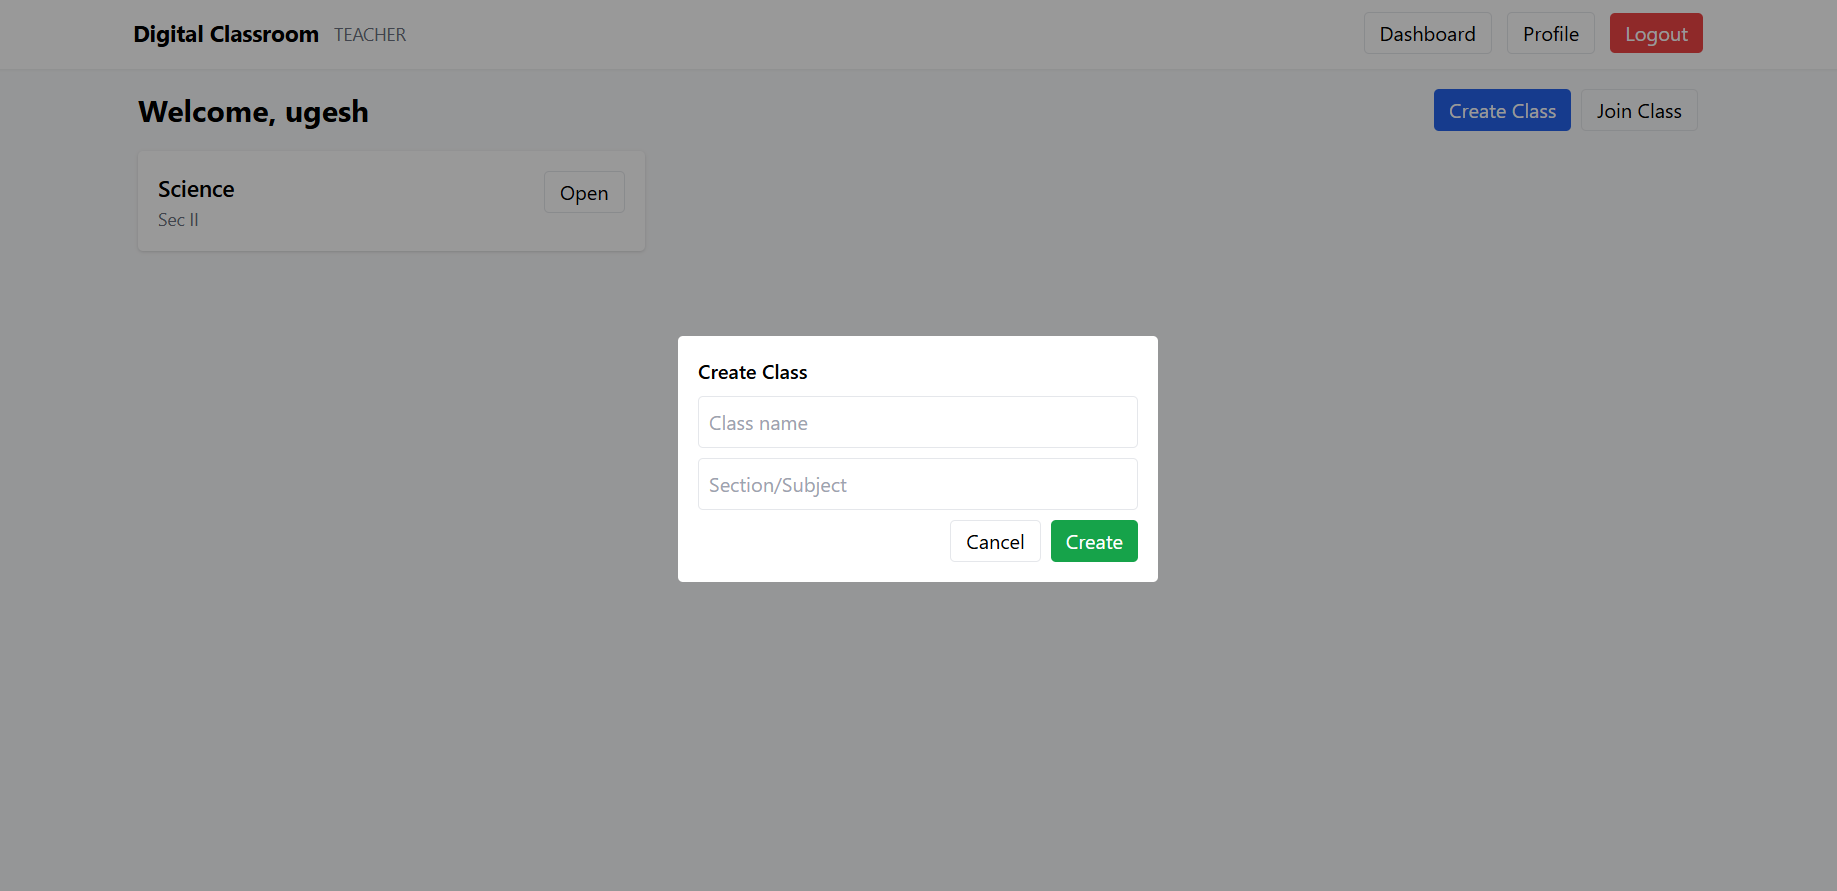 Digital Classroom TEACHER Dashboard Profile Logout
Welcome, ugesh Create Class Join Class
Science Open
Sec II
Create Class
Class name
Section/Subject
Cancel Create